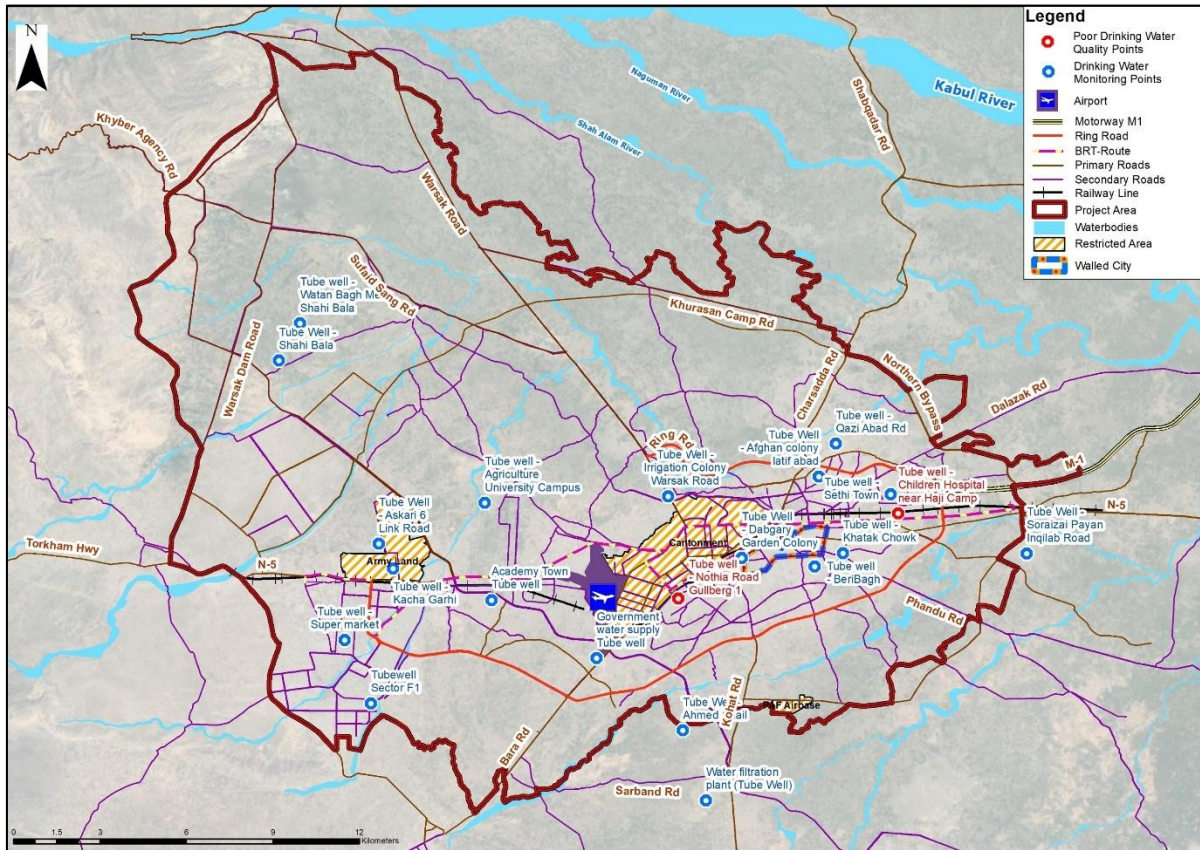 N
Legend
Poor Drinking Water
Quality Points
Drinking Water
Monitoring Points
Airport
Motorway M1
Ring Road
BRT-Route
Primary Roads
Secondary Roads
Railway Line
Project Area
Waterbodies
Restricted Area
Walled City
Kabul River
Naguman River
Shah Alam River
Shabqadar Rd
Khyber Agency Rd
Warsak Road
Sufaid Sang Rd
Tube well -
Watan Bagh
Shahi Bala
Tube Well -
Shahi Bala
Warsak Dam Road
Khurasan Camp Rd
Charsadda Rd
Northern Bypass
Dalazak Rd
M-1
Ring Rd
Tube well -
Qazi Abad Rd
Tube Well
- Afghan colony
latif abad
Tube Well -
Irrigation Colony
Warsak Road
Tube well -
Agriculture
University Campus
Tube well
Sethi Town
Tube well -
Children Hospital
near Haji Camp
N-5
Tube Well
- Askari 6
Link Road
Tube Well
- Dabgary
Garden Colony
Tube well -
Khatak Chowk
Tube Well -
Soraizai Payan
Inqilab Road
Torkham Hwy
N-5
Army Land
Cantonment
Tube well
Nothia Road
Gullberg 1
Tube well
BeriBagh
Academy Town
Tube well
Tube well -
Kacha Garhi
Tube well -
Super market
Government
water supply
Tube well
Phandu Rd
Tubewell
Sector F1
Tube
Ahmed
Kohat Rd
PAF Airbase
Bara Rd
Sarband Rd
Water filtration
plant (Tube Well)
0 1.5 3 6 9 12
Kilometers